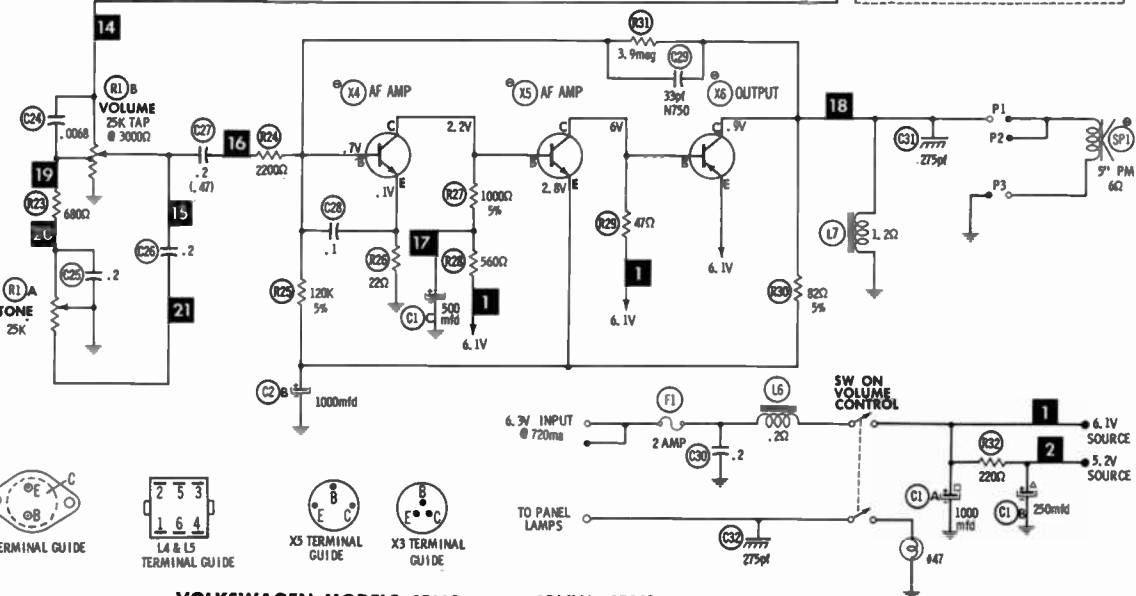 14
R31
3.9meg
C29
33pf
N750
R1 B
VOLUME
25K TAP
@ 3000Ω
C24
.0068
X4 AF AMP
X5 AF AMP
X6 OUTPUT
18
P1
P2
P3
SP1
5" PM
6Ω
C31
275pf
C27
.2
(.47)
16
R24
2200Ω
C
2.2V
.7V
B
.1V
E
C
6V
B
2.8V
E
C
.9V
B
E
19
R23
680Ω
15
C26
.2
C25
.2
R1 A
TONE
25K
21
C28
.1
R26
22Ω
R25
120K
5%
17
C1 C
500
mfd
R27
1000Ω
5%
R28
560Ω
1
6.1V
R29
47Ω
1
6.1V
6.1V
L7
1.2Ω
R30
82Ω
5%
C2 B
1000mfd
6.3V INPUT
@ 720ma
F1
2 AMP
L6
.2Ω
C30
.2
SW ON
VOLUME
CONTROL
1
6.1V
SOURCE
2
5.2V
SOURCE
R32
220Ω
C1 A
1000
mfd
C1 B
250mfd
TO PANEL
LAMPS
C32
275pf
#47
E
C
B
TERMINAL GUIDE
2 5 3
1 6 4
L4 & L5
TERMINAL GUIDE
B
E C
X5 TERMINAL
GUIDE
B
E C
X3 TERMINAL
GUIDE